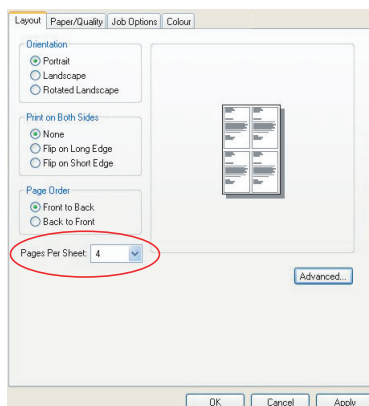 Layout Paper/Quality Job Options Colour
Orientation
Portrait
Landscape
Rotated Landscape
Print on Both Sides
None
Flip on Long Edge
Flip on Short Edge
Page Order
Front to Back
Back to Front
Pages Per Sheet: 4
Advanced...
OK Cancel Apply